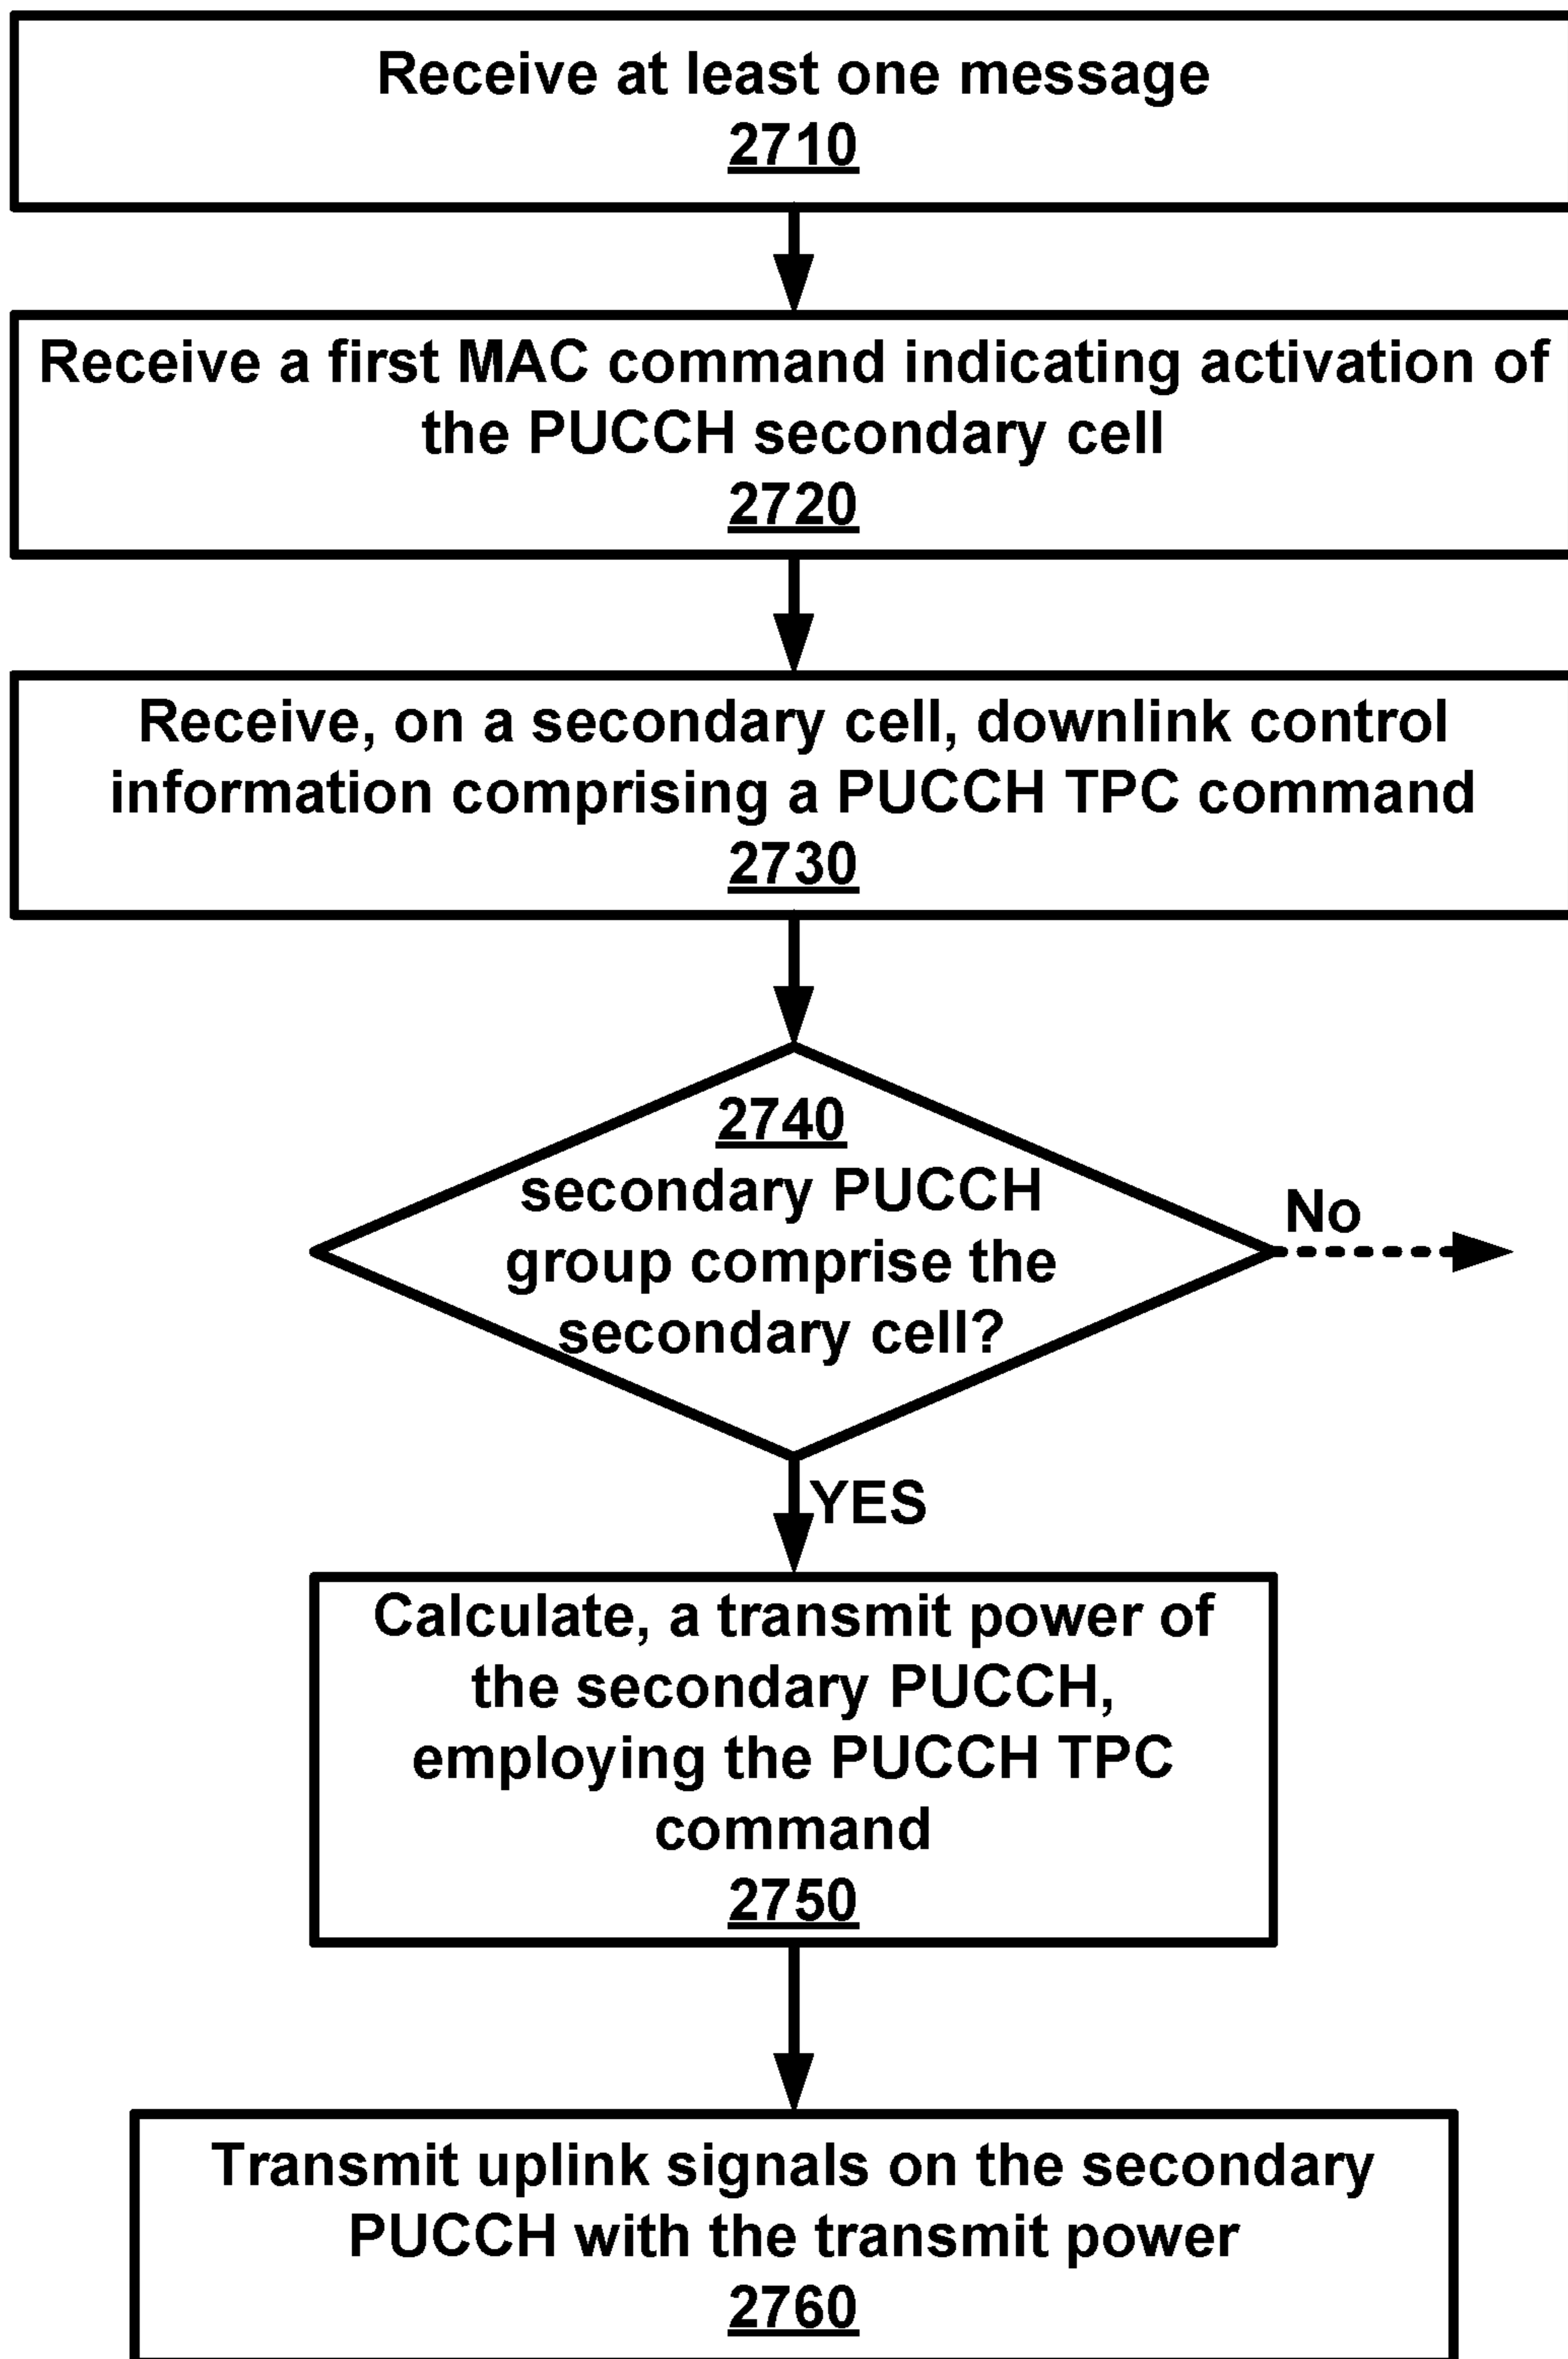 Receive at least one message
2710
Receive a first MAC command indicating activation of
the PUCCH secondary cell
2720
Receive, on a secondary cell, downlink control
information comprising a PUCCH TPC command
2730
2740
secondary PUCCH
group comprise the
secondary cell?
No
YES
Calculate, a transmit power of
the secondary PUCCH,
employing the PUCCH TPC
command
2750
Transmit uplink signals on the secondary
PUCCH with the transmit power
2760